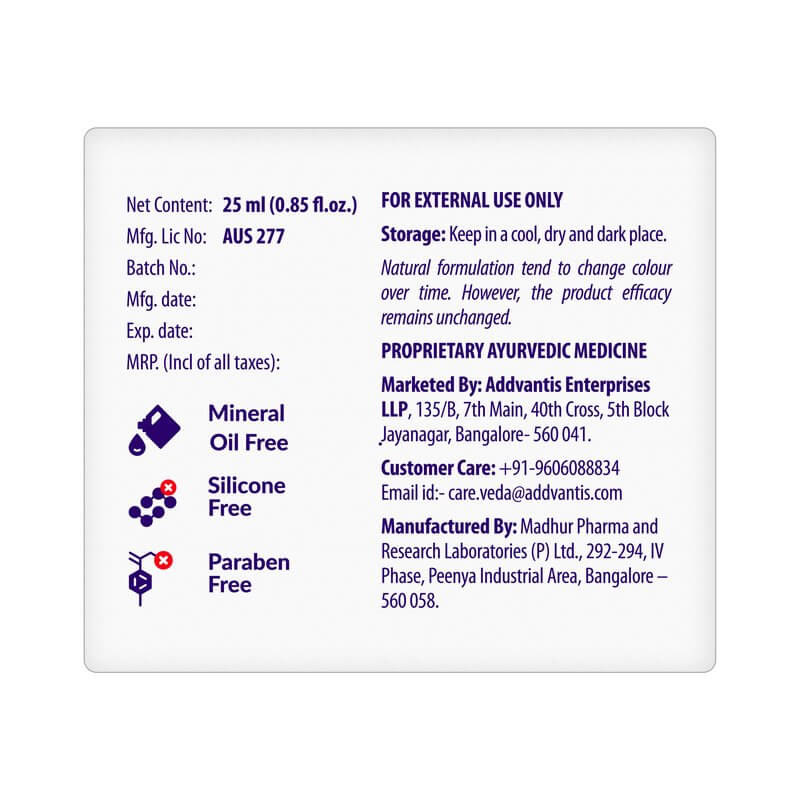 Net Content: 25 ml (0.85 fl.oz.)
Mfg. Lic No: AUS 277
Batch No.:
Mfg. date:
Exp. date:
MRP. (Incl of all taxes):
Mineral
Oil Free
Silicone
Free
Paraben
Free
FOR EXTERNAL USE ONLY
Storage: Keep in a cool, dry and dark place.
Natural formulation tend to change colour
over time. However, the product efficacy
remains unchanged.
PROPRIETARY AYURVEDIC MEDICINE
Marketed By: Addvantis Enterprises
LLP, 135/B, 7th Main, 40th Cross, 5th Block
Jayanagar, Bangalore- 560 041.
Customer Care: +91-9606088834
Email id:- care.veda@addvantis.com
Manufactured By: Madhur Pharma and
Research Laboratories (P) Ltd., 292-294, IV
Phase, Peenya Industrial Area, Bangalore –
560 058.